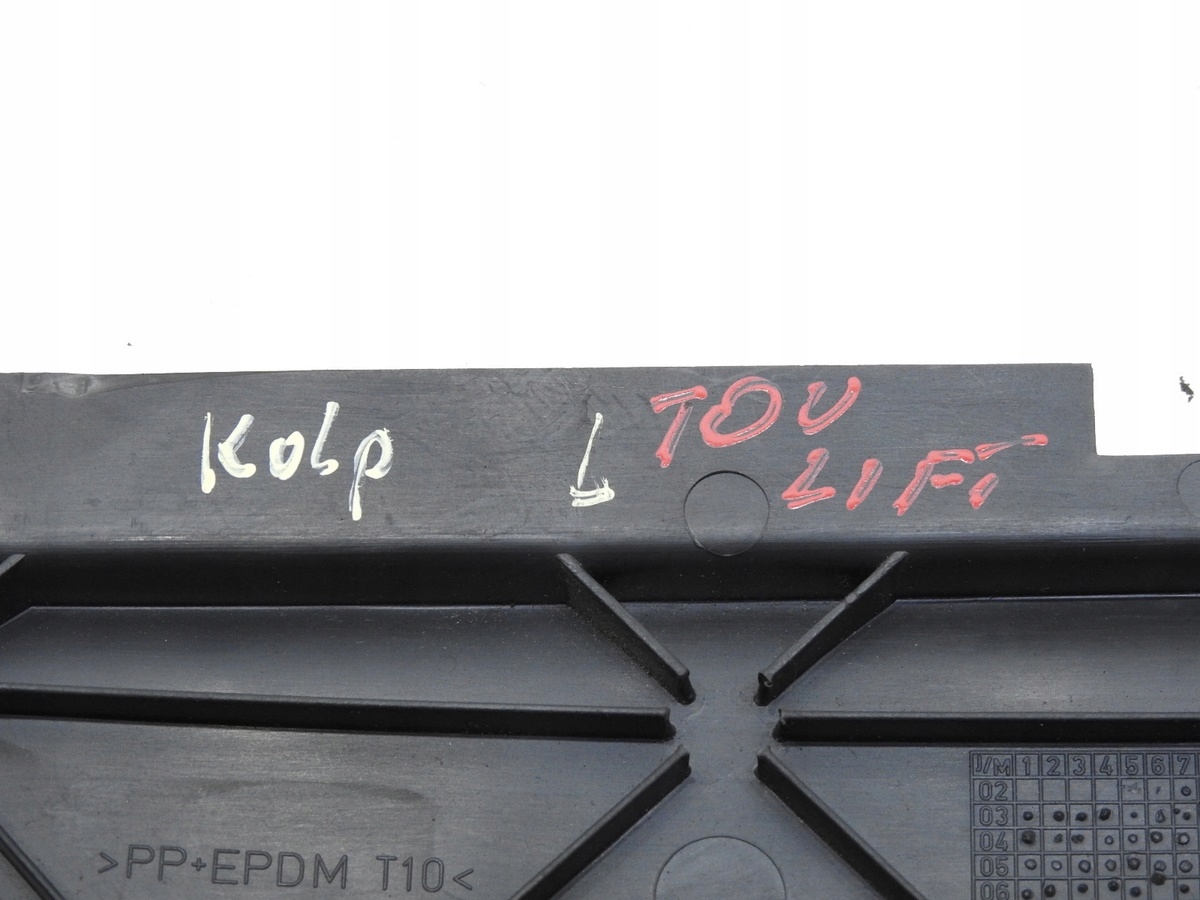 Kolp L TOU
LIFT
J/M 1 2 3 4 5 6 7
02
03
04
05
06
>PP+EPDM T10<